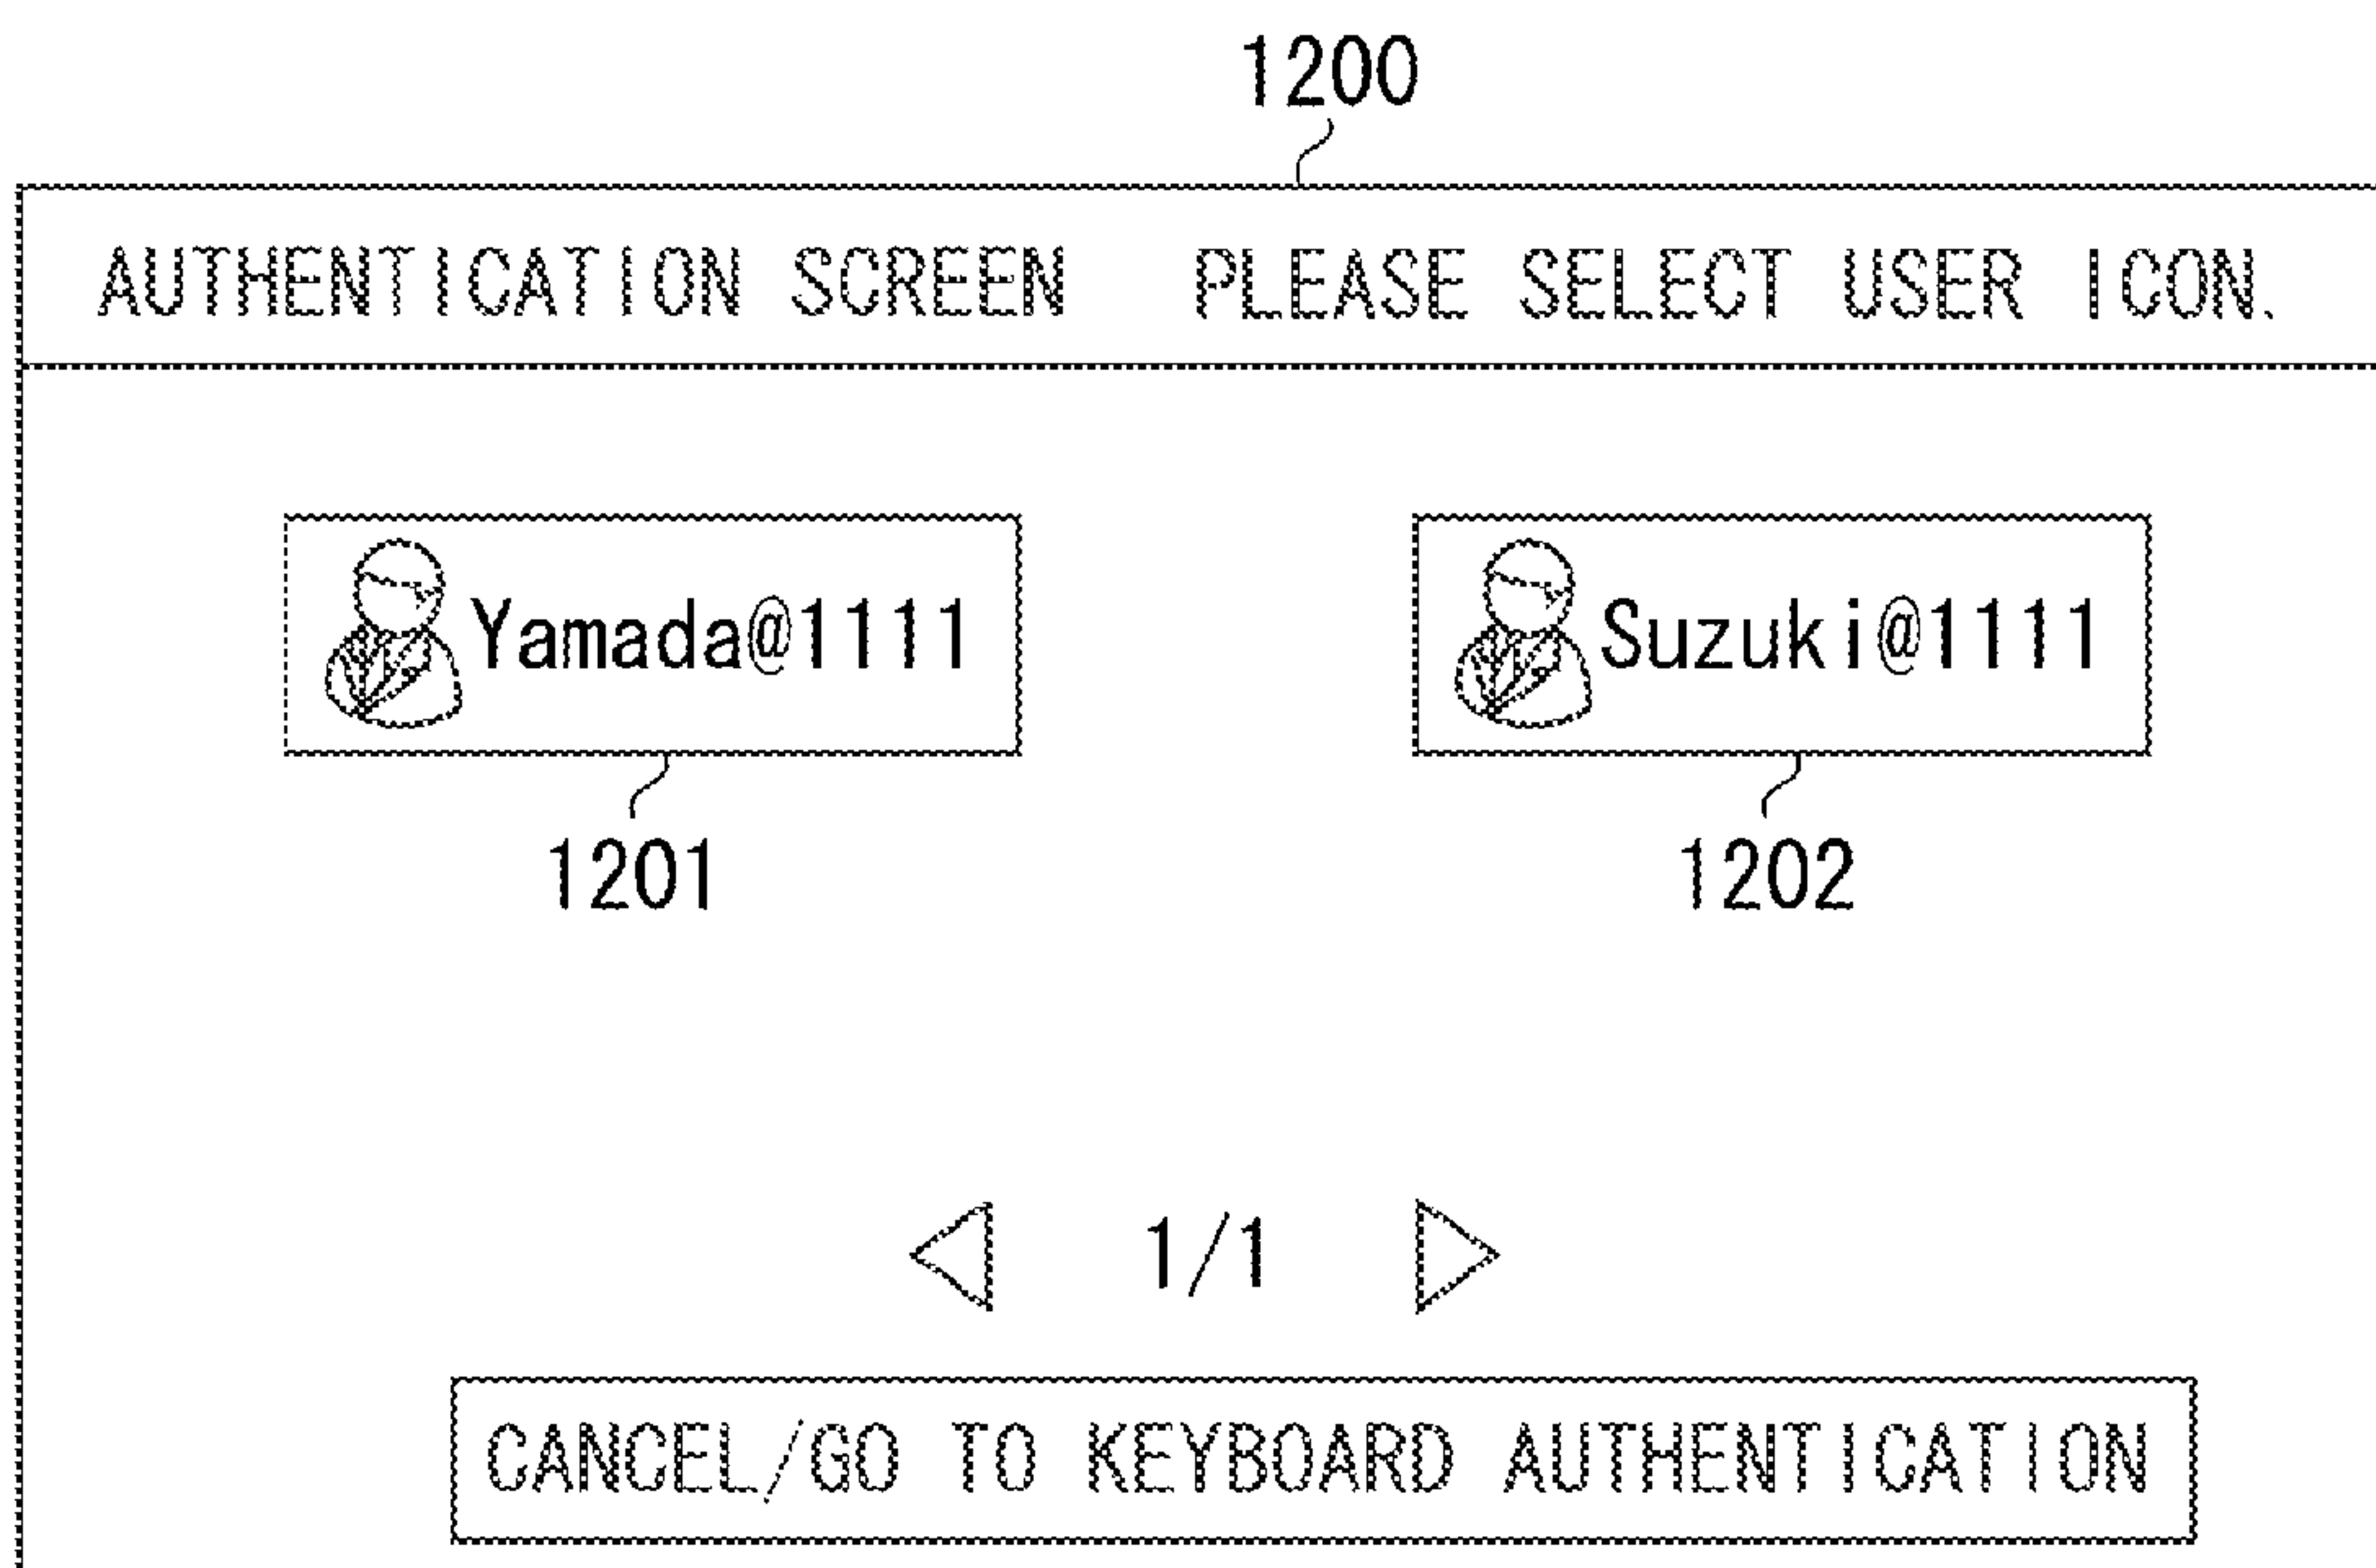 1200
AUTHENTICATION SCREEN PLEASE SELECT USER ICON.
Yamada@1111 Suzuki@1111
1201 1202
1/1
CANCEL/GO TO KEYBOARD AUTHENTICATION